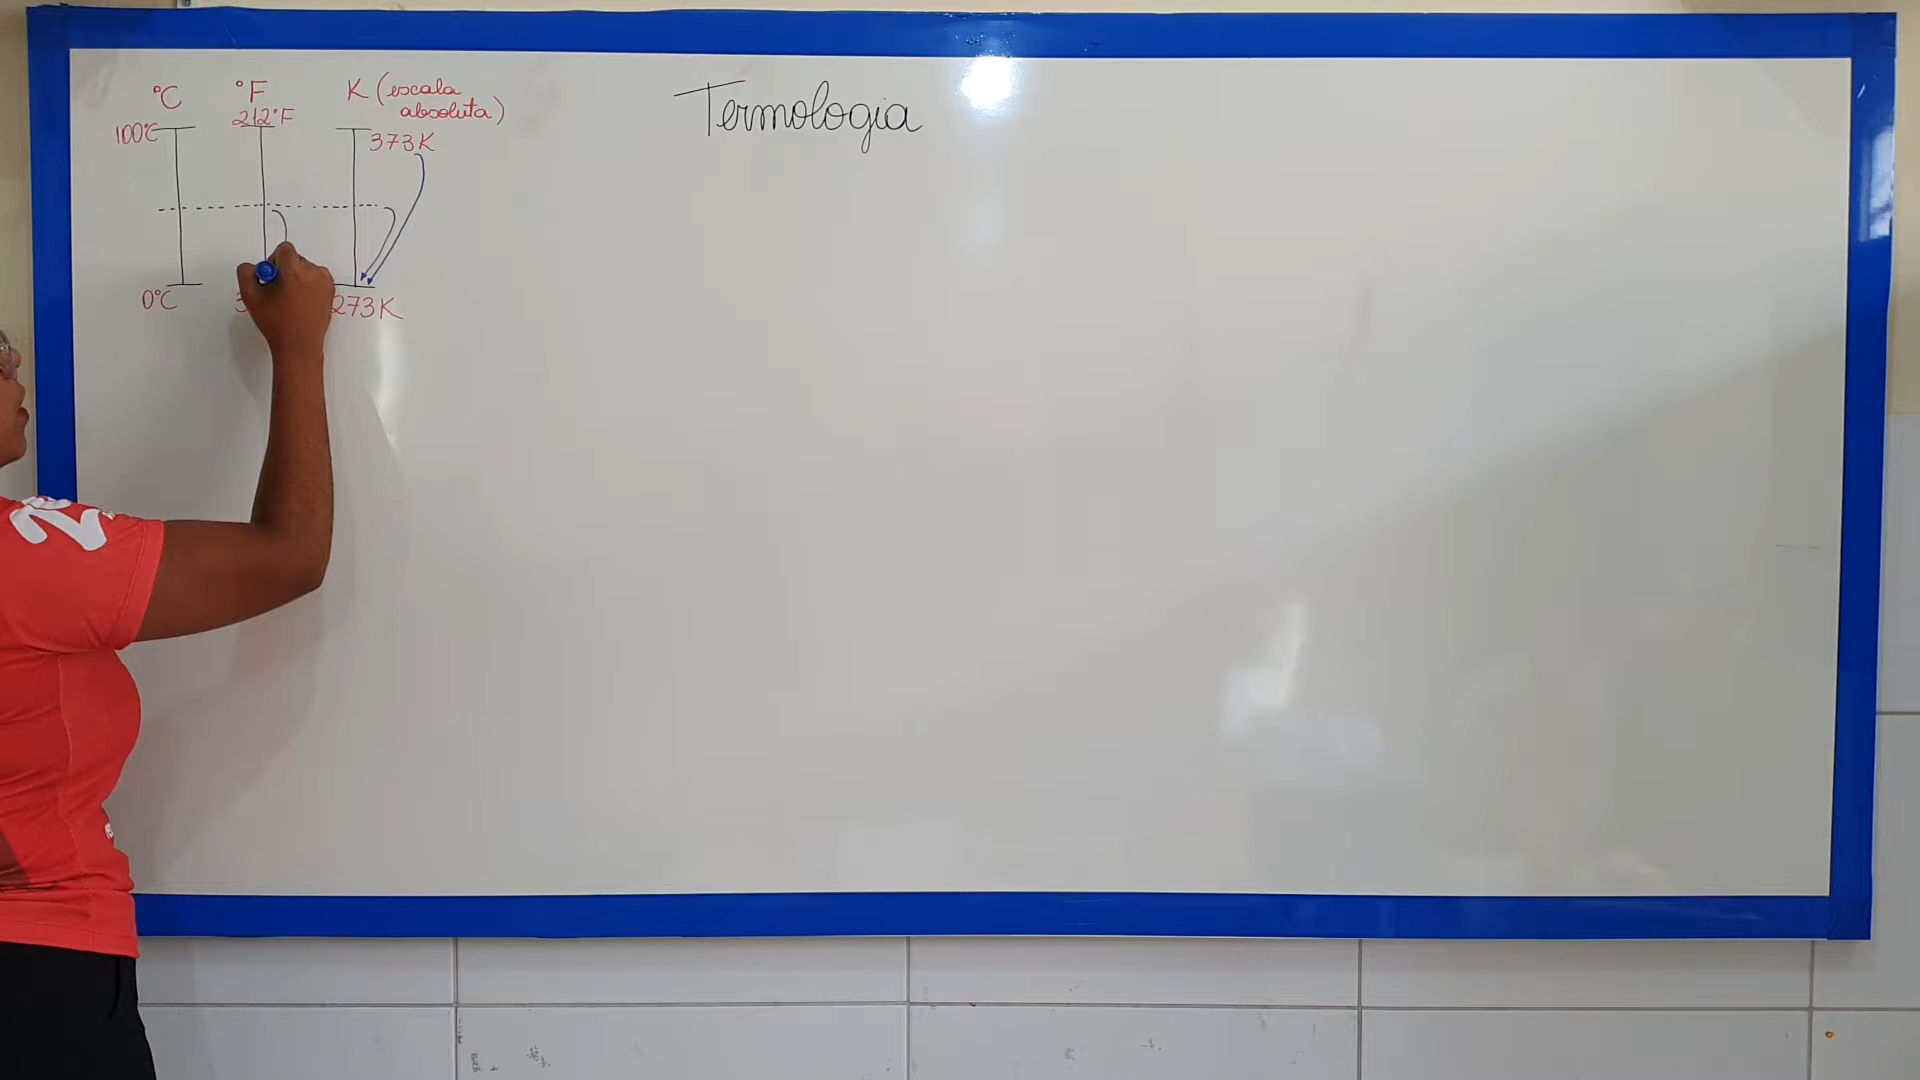 °C °F K (escala
212°F absoluta)
100°C 373K
0°C 273K
Termologia